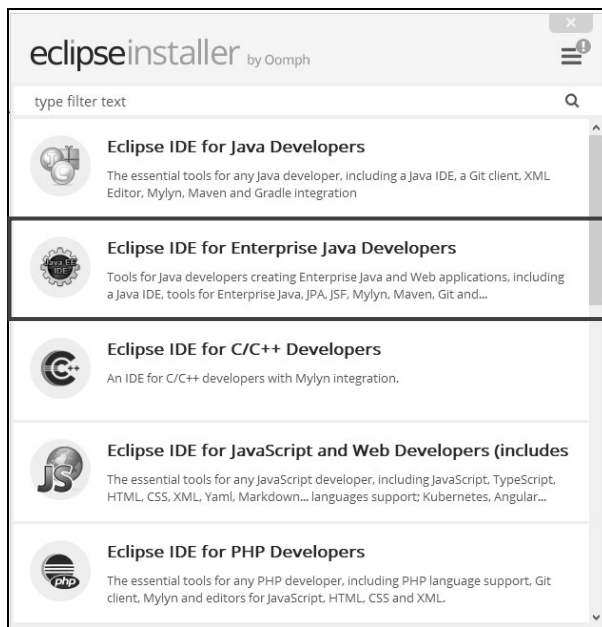 eclipseinstaller by Oomph
type filter text
Eclipse IDE for Java Developers
The essential tools for any Java developer, including a Java IDE, a Git client, XML
Editor, Mylyn, Maven and Gradle integration
Java EE
IDE
Eclipse IDE for Enterprise Java Developers
Tools for Java developers creating Enterprise Java and Web applications, including
a Java IDE, tools for Enterprise Java, JPA, JSF, Mylyn, Maven, Git and...
C++
Eclipse IDE for C/C++ Developers
An IDE for C/C++ developers with Mylyn integration.
JS
Eclipse IDE for JavaScript and Web Developers (includes
The essential tools for any JavaScript developer, including JavaScript, TypeScript,
HTML, CSS, XML, Yaml, Markdown... languages support; Kubernetes, Angular...
php
Eclipse IDE for PHP Developers
The essential tools for any PHP developer, including PHP language support, Git
client, Mylyn and editors for JavaScript, HTML, CSS and XML.